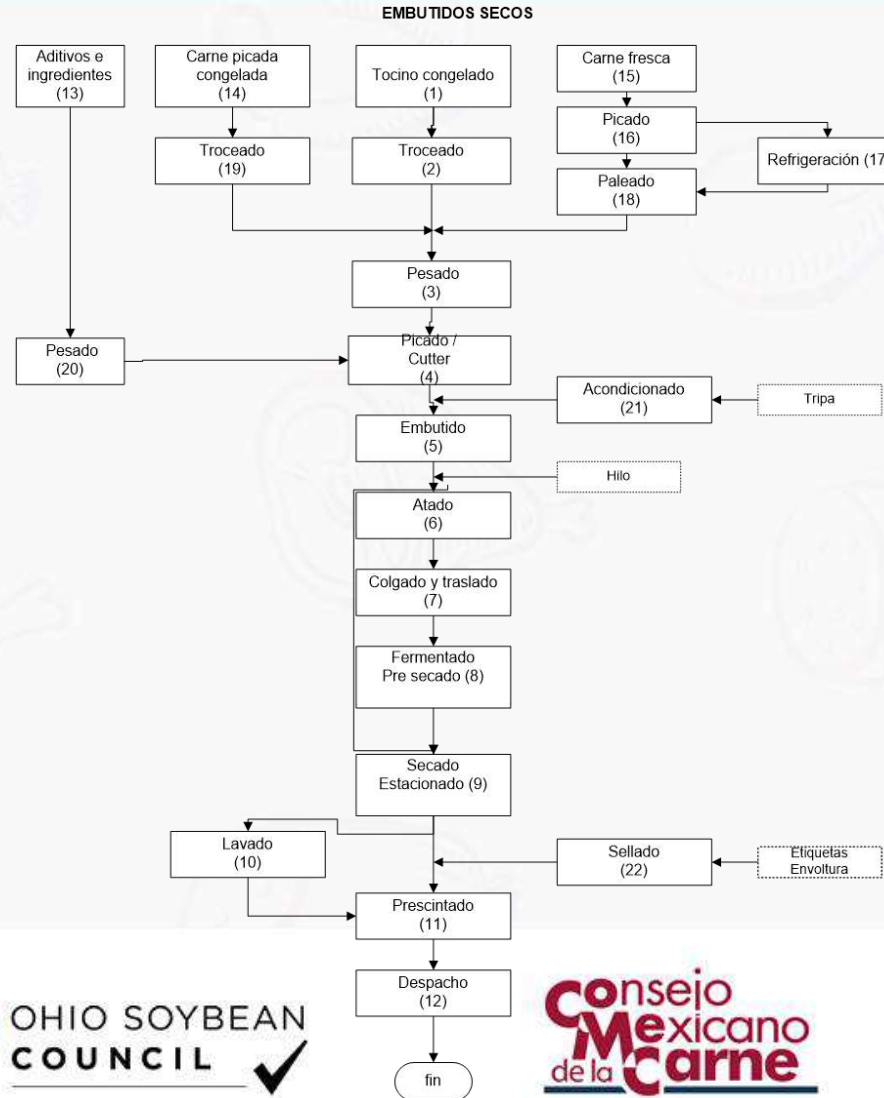 EMBUTIDOS SECOS
Aditivos e
ingredientes
(13)
Carne picada
congelada
(14)
Tocino congelado
(1)
Carne fresca
(15)
Picado
(16)
Troceado
(19)
Troceado
(2)
Refrigeración (17
Paleado
(18)
Pesado
(3)
Pesado
(20)
Picado /
Cutter
(4)
Acondicionado
(21)
Tripa
Embutido
(5)
Hilo
Atado
(6)
Colgado y traslado
(7)
Fermentado
Pre secado (8)
Secado
Estacionado (9)
Lavado
(10)
Sellado
(22)
Etiquetas
Envoltura
Prescintado
(11)
Despacho
(12)
fin
OHIO SOYBEAN
COUNCIL
Consejo
Mexicano
de la Carne